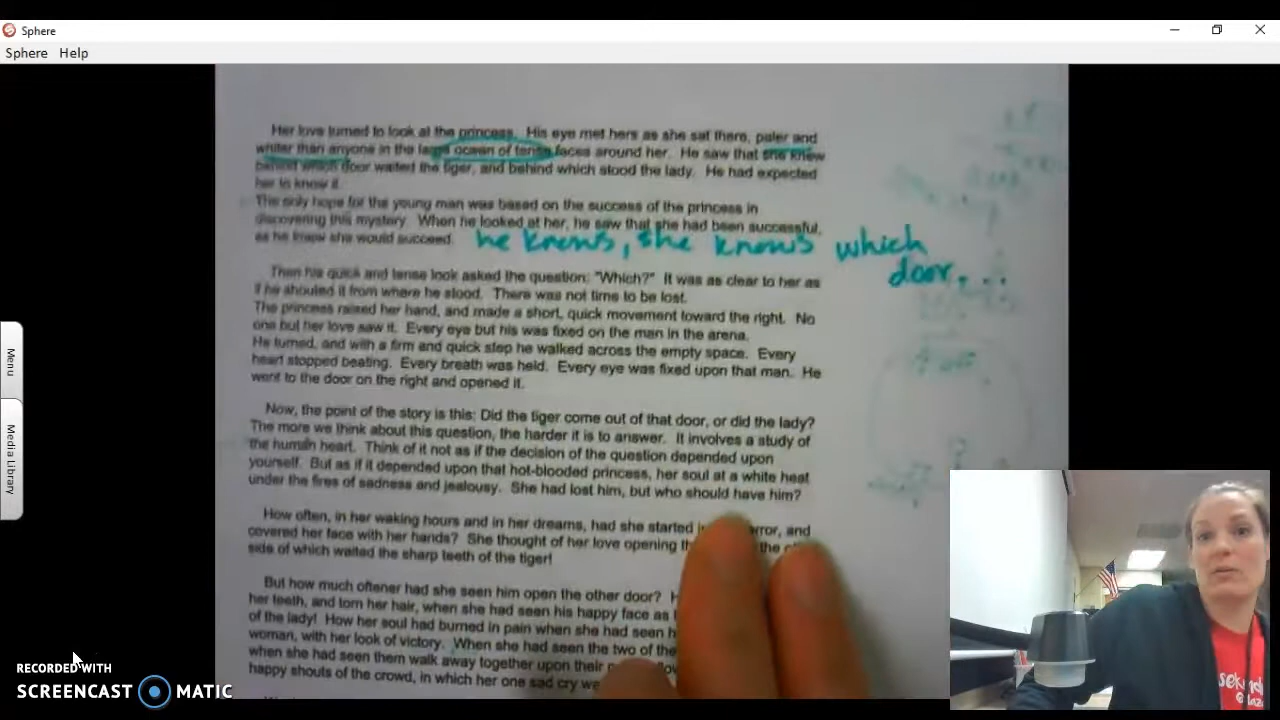 Sphere
Sphere Help
Her love turned to look at the princess. His eye met hers as she sat there, paler and
whiter than anyone in the large ocean of tense faces around her. He saw that she knew
behind which door waited the tiger, and behind which stood the lady. He had expected
her to know it.
The only hope for the young man was based on the success of the princess in
discovering this mystery. When he looked at her, he saw that she had been successful,
as he knew she would succeed.
he knows, she knows which
door...
Then his quick and tense look asked the question: "Which?" It was as clear to her as
if he shouted it from where he stood. There was not time to be lost.
The princess raised her hand, and made a short, quick movement toward the right. No
one but her love saw it. Every eye but his was fixed on the man in the arena.
He turned, and with a firm and quick step he walked across the empty space. Every
heart stopped beating. Every breath was held. Every eye was fixed upon that man. He
went to the door on the right and opened it.
Now, the point of the story is this: Did the tiger come out of that door, or did the lady?
The more we think about this question, the harder it is to answer. It involves a study of
the human heart. Think of it not as if the decision of the question depended upon
yourself. But as if it depended upon that hot-blooded princess, her soul at a white heat
under the fires of sadness and jealousy. She had lost him, but who should have him?
How often, in her waking hours and in her dreams, had she started and
covered her face with her hands? She thought of her love opening the
side of which waited the sharp teeth of the tiger!
But how much oftener had she seen him open the other door?
her teeth, and torn her hair, when she had seen his happy face as
of the lady! How her soul had burned in pain when she had seen
woman, with her look of victory. When she had seen the two of
when she had seen them walk away together upon their
happy shouts of the crowd, in which her one sad cry
Menu
Media Library
RECORDED WITH
SCREENCAST MATIC